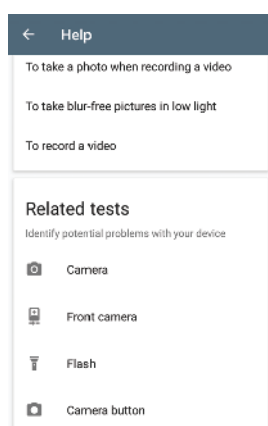 Help
To take a photo when recording a video
To take blur-free pictures in low light
To record a video
Related tests
Identify potential problems with your device
Camera
Front camera
Flash
Camera button